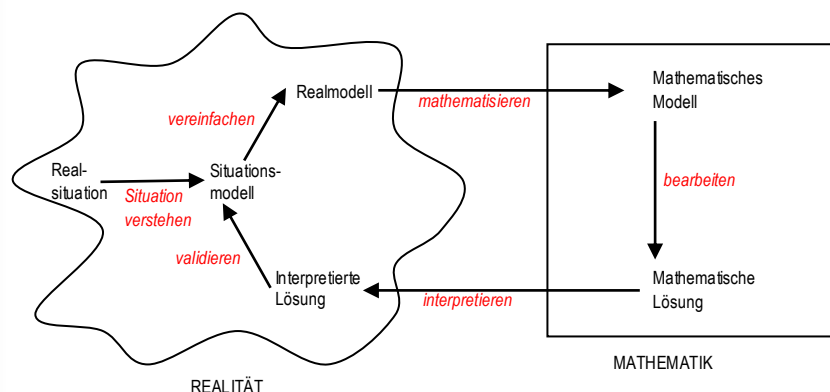 Realmodell
mathematisieren
Mathematisches
Modell
vereinfachen
Real-
situation
Situation
verstehen
Situations-
modell
bearbeiten
validieren
Interpretierte
Lösung
interpretieren
Mathematische
Lösung
REALITÄT
MATHEMATIK